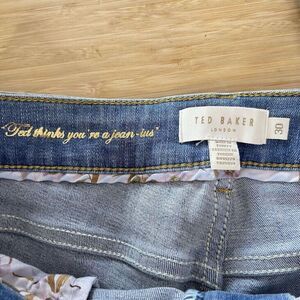 "Ted thinks you're a jean-ius"
TED BAKER
LONDON
30